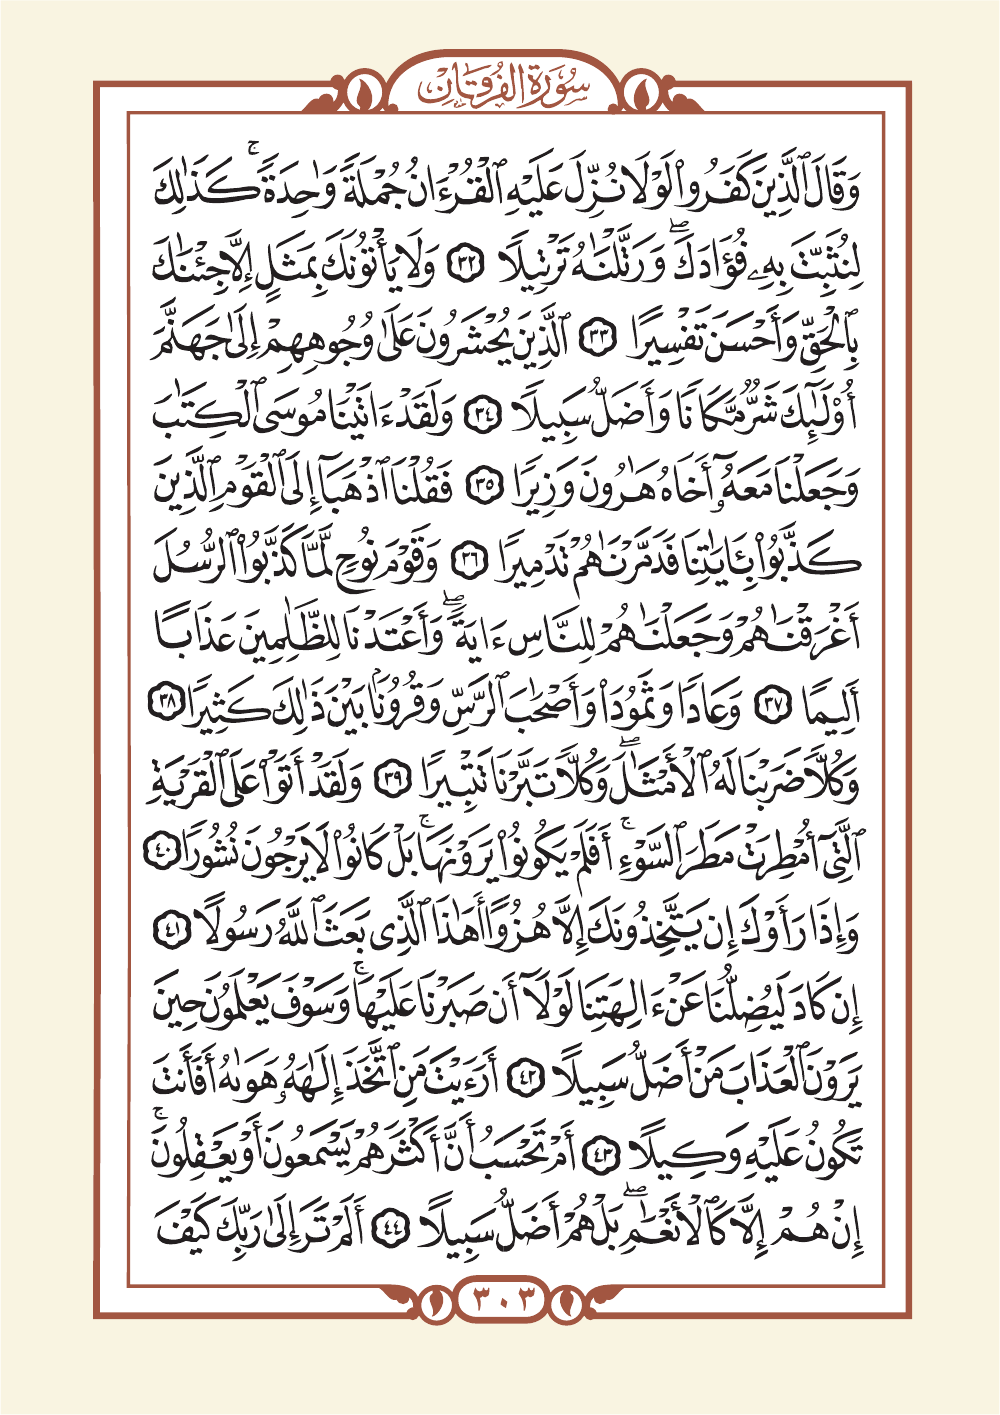 سورة الفرقان
وَقَالَ ٱلَّذِينَ كَفَرُوا۟ لَوْلَا نُزِّلَ عَلَيْهِ ٱلْقُرْءَانُ جُمْلَةً وَٰحِدَةً ۚ كَذَٰلِكَ
لِنُثَبِّتَ بِهِۦ فُؤَادَكَ ۖ وَرَتَّلْنَٰهُ تَرْتِيلًا ٣٢ وَلَا يَأْتُونَكَ بِمَثَلٍ إِلَّا جِئْنَٰكَ
بِٱلْحَقِّ وَأَحْسَنَ تَفْسِيرًا ٣٣ ٱلَّذِينَ يُحْشَرُونَ عَلَىٰ وُجُوهِهِمْ إِلَىٰ جَهَنَّمَ
أُو۟لَٰٓئِكَ شَرٌّ مَّكَانًا وَأَضَلُّ سَبِيلًا ٣٤ وَلَقَدْ ءَاتَيْنَا مُوسَى ٱلْكِتَٰبَ
وَجَعَلْنَا مَعَهُۥٓ أَخَاهُ هَٰرُونَ وَزِيرًا ٣٥ فَقُلْنَا ٱذْهَبَآ إِلَى ٱلْقَوْمِ ٱلَّذِينَ
كَذَّبُوا۟ بِـَٔايَٰتِنَا فَدَمَّرْنَٰهُمْ تَدْمِيرًا ٣٦ وَقَوْمَ نُوحٍ لَّمَّا كَذَّبُوا۟ ٱلرُّسُلَ
أَغْرَقْنَٰهُمْ وَجَعَلْنَٰهُمْ لِلنَّاسِ ءَايَةً ۖ وَأَعْتَدْنَا لِلظَّٰلِمِينَ عَذَابًا
أَلِيمًا ٣٧ وَعَادًا وَثَمُودَا۟ وَأَصْحَٰبَ ٱلرَّسِّ وَقُرُونًۢا بَيْنَ ذَٰلِكَ كَثِيرًا ٣٨
وَكُلًّا ضَرَبْنَا لَهُ ٱلْأَمْثَٰلَ ۖ وَكُلًّا تَبَّرْنَا تَتْبِيرًا ٣٩ وَلَقَدْ أَتَوْا۟ عَلَى ٱلْقَرْيَةِ
ٱلَّتِىٓ أُمْطِرَتْ مَطَرَ ٱلسَّوْءِ ۚ أَفَلَمْ يَكُونُوا۟ يَرَوْنَهَا ۚ بَلْ كَانُوا۟ لَا يَرْجُونَ نُشُورًا ٤٠
وَإِذَا رَأَوْكَ إِن يَتَّخِذُونَكَ إِلَّا هُزُوًا أَهَٰذَا ٱلَّذِى بَعَثَ ٱللَّهُ رَسُولًا ٤١
إِن كَادَ لَيُضِلُّنَا عَنْ ءَالِهَتِنَا لَوْلَآ أَن صَبَرْنَا عَلَيْهَا ۚ وَسَوْفَ يَعْلَمُونَ حِينَ
يَرَوْنَ ٱلْعَذَابَ مَنْ أَضَلُّ سَبِيلًا ٤٢ أَرَءَيْتَ مَنِ ٱتَّخَذَ إِلَٰهَهُۥ هَوَىٰهُ أَفَأَنتَ
تَكُونُ عَلَيْهِ وَكِيلًا ٤٣ أَمْ تَحْسَبُ أَنَّ أَكْثَرَهُمْ يَسْمَعُونَ أَوْ يَعْقِلُونَ ۚ
إِنْ هُمْ إِلَّا كَٱلْأَنْعَٰمِ ۖ بَلْ هُمْ أَضَلُّ سَبِيلًا ٤٤ أَلَمْ تَرَ إِلَىٰ رَبِّكَ كَيْفَ
٣٠٣